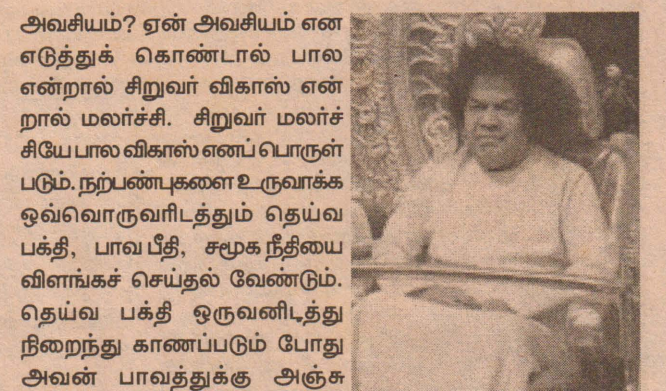 அவசியம்? ஏன் அவசியம் என
எடுத்துக் கொண்டால் பால
என்றால் சிறுவர் விகாஸ் என்
றால் மலர்ச்சி. சிறுவர் மலர்ச்
சியே பால விகாஸ் எனப் பொருள்
படும். நற்பண்புகளை உருவாக்க
ஒவ்வொருவரிடத்தும் தெய்வ
பக்தி, பாவ பீதி, சமூக நீதியை
விளங்கச் செய்தல் வேண்டும்.
தெய்வ பக்தி ஒருவனிடத்து
நிறைந்து காணப்படும் போது
அவன் பாவத்துக்கு அஞ்சு